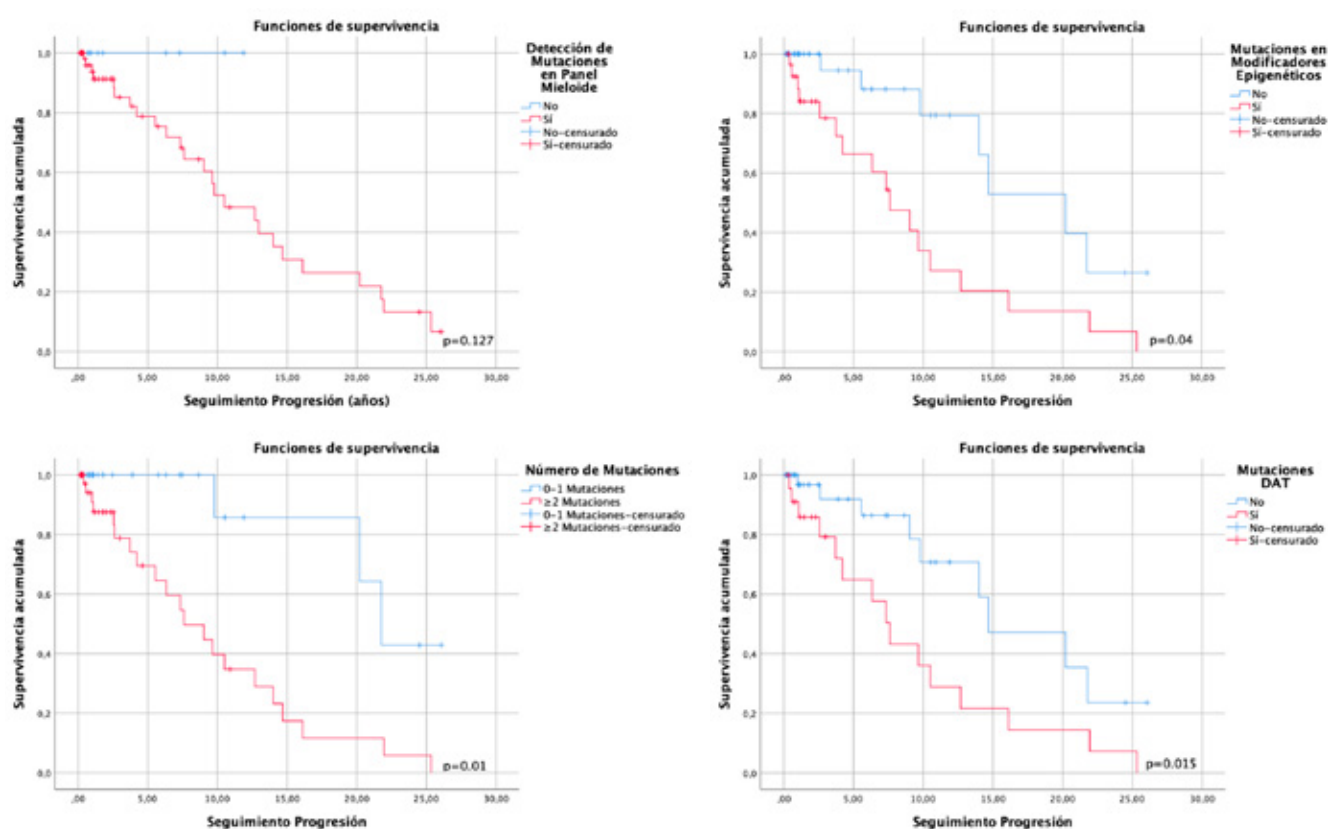 Funciones de supervivencia
Detección de
Mutaciones
en Panel
Mieloide
No
Sí
No-censurado
Sí-censurado
Supervivencia acumulada
1,0
0,8
0,6
0,4
0,2
0,0
p=0.127
,00 5,00 10,00 15,00 20,00 25,00 30,00
Seguimiento Progresión (años)
Funciones de supervivencia
Mutaciones en
Modificadores
Epigenéticos
No
Sí
No-censurado
Sí-censurado
Supervivencia acumulada
1,0
0,8
0,6
0,4
0,2
0,0
p=0.04
,00 5,00 10,00 15,00 20,00 25,00 30,00
Seguimiento Progresión
Funciones de supervivencia
Número de Mutaciones
0-1 Mutaciones
≥2 Mutaciones
0-1 Mutaciones-censurado
≥2 Mutaciones-censurado
Supervivencia acumulada
1,0
0,8
0,6
0,4
0,2
0,0
p=0.01
,00 5,00 10,00 15,00 20,00 25,00 30,00
Seguimiento Progresión
Funciones de supervivencia
Mutaciones
DAT
No
Sí
No-censurado
Sí-censurado
Supervivencia acumulada
1,0
0,8
0,6
0,4
0,2
0,0
p=0.015
,00 5,00 10,00 15,00 20,00 25,00 30,00
Seguimiento Progresión